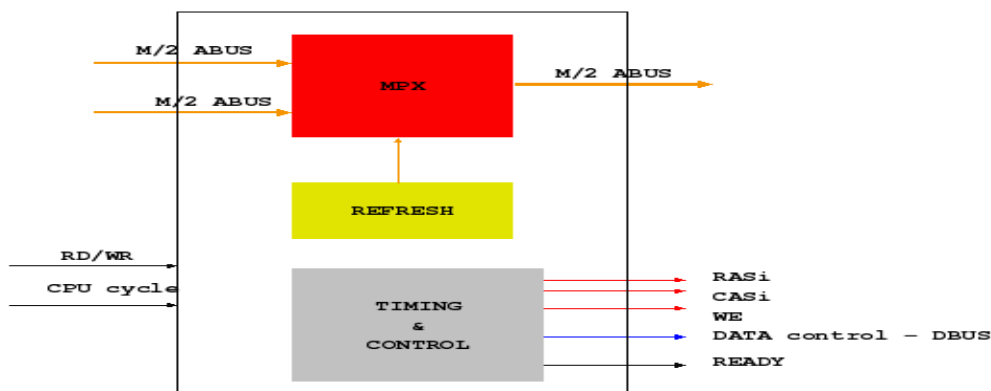 M/2 ABUS
MPX
M/2 ABUS
M/2 ABUS
REFRESH
RD/WR
CPU cycle
TIMING
&
CONTROL
RASi
CASi
WE
DATA control - DBUS
READY